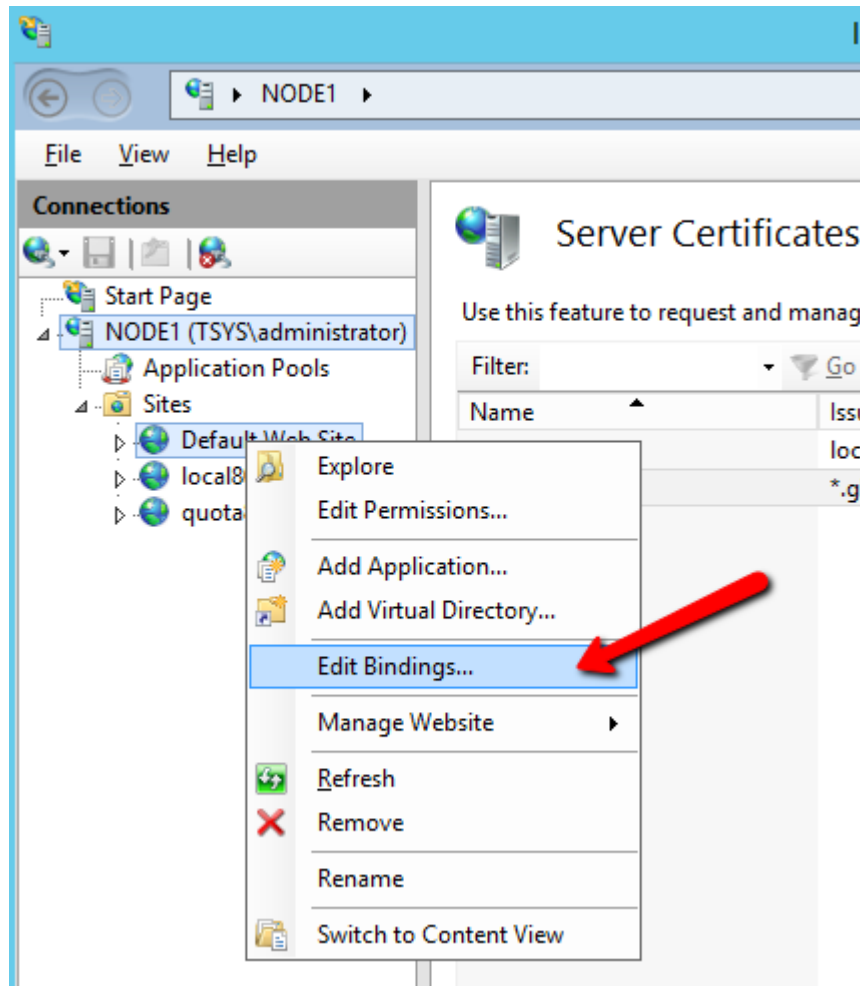 NODE1
File View Help
Connections
Server Certificates
Start Page
Use this feature to request and manag
NODE1 (TSYS\administrator)
Filter: Go
Application Pools
Name Issu
Sites
Default Web Site loc
local8 *.g
quota
Explore
Edit Permissions...
Add Application...
Add Virtual Directory...
Edit Bindings...
Manage Website
Refresh
Remove
Rename
Switch to Content View